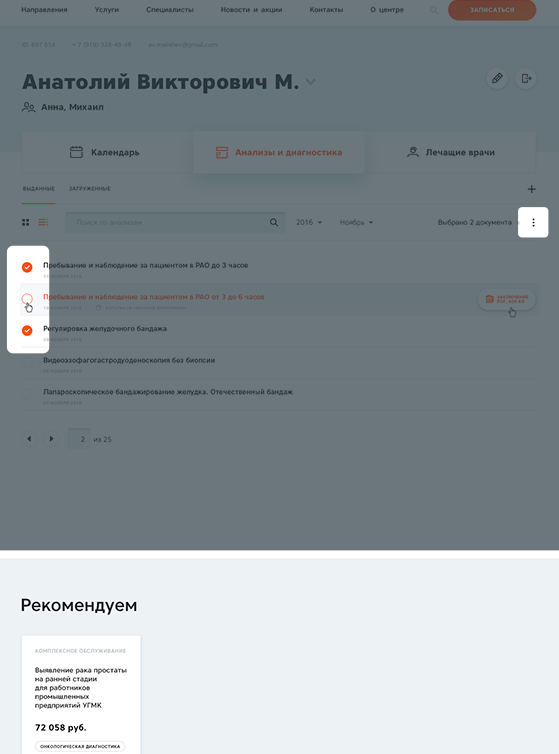 Направления Услуги Специалисты Новости и акции Контакты О центре ЗАПИСАТЬСЯ
Анатолий Викторович М.
Анна, Михаил
Календарь Анализы и диагностика Лечащие врачи
ВЫДАННЫЕ ЗАГРУЖЕННЫЕ
Поиск по анализам 2016 Ноябрь Выбрано 2 документа
Пребывание и наблюдение за пациентом в РАО до 3 часов
Пребывание и наблюдение за пациентом в РАО от 3 до 6 часов
Регулировка желудочного бандажа
Видеоэзофагогастродуоденоскопия без биопсии
Лапароскопическое бандажирование желудка. Отечественный бандаж
2 из 25
Рекомендуем
КОМПЛЕКСНОЕ ОБСЛУЖИВАНИЕ
Выявление рака простаты
на ранней стадии
для работников
промышленных
предприятий УГМК
72 058 руб.
ОНКОЛОГИЧЕСКАЯ ДИАГНОСТИКА